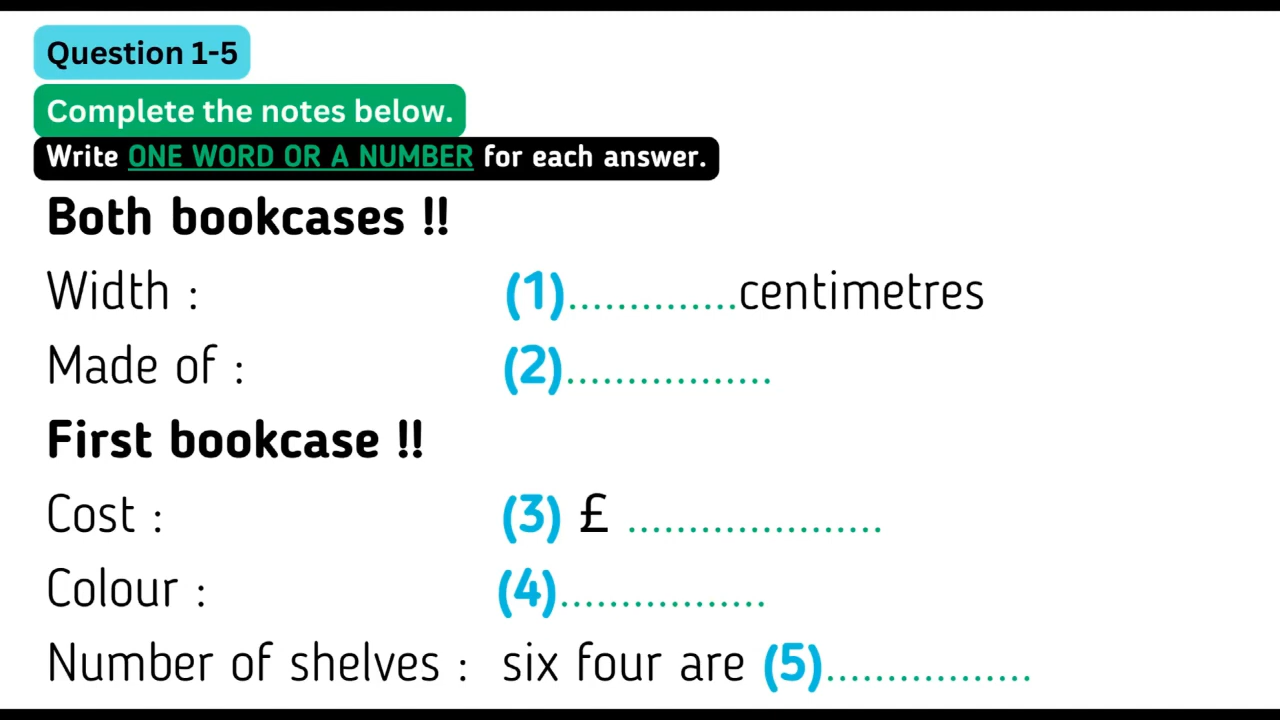 Question 1-5
Complete the notes below.
Write ONE WORD OR A NUMBER for each answer.
Both bookcases !!
Width : (1)..............centimetres
Made of : (2).................
First bookcase !!
Cost : (3) £ .....................
Colour : (4).................
Number of shelves : six four are (5).................